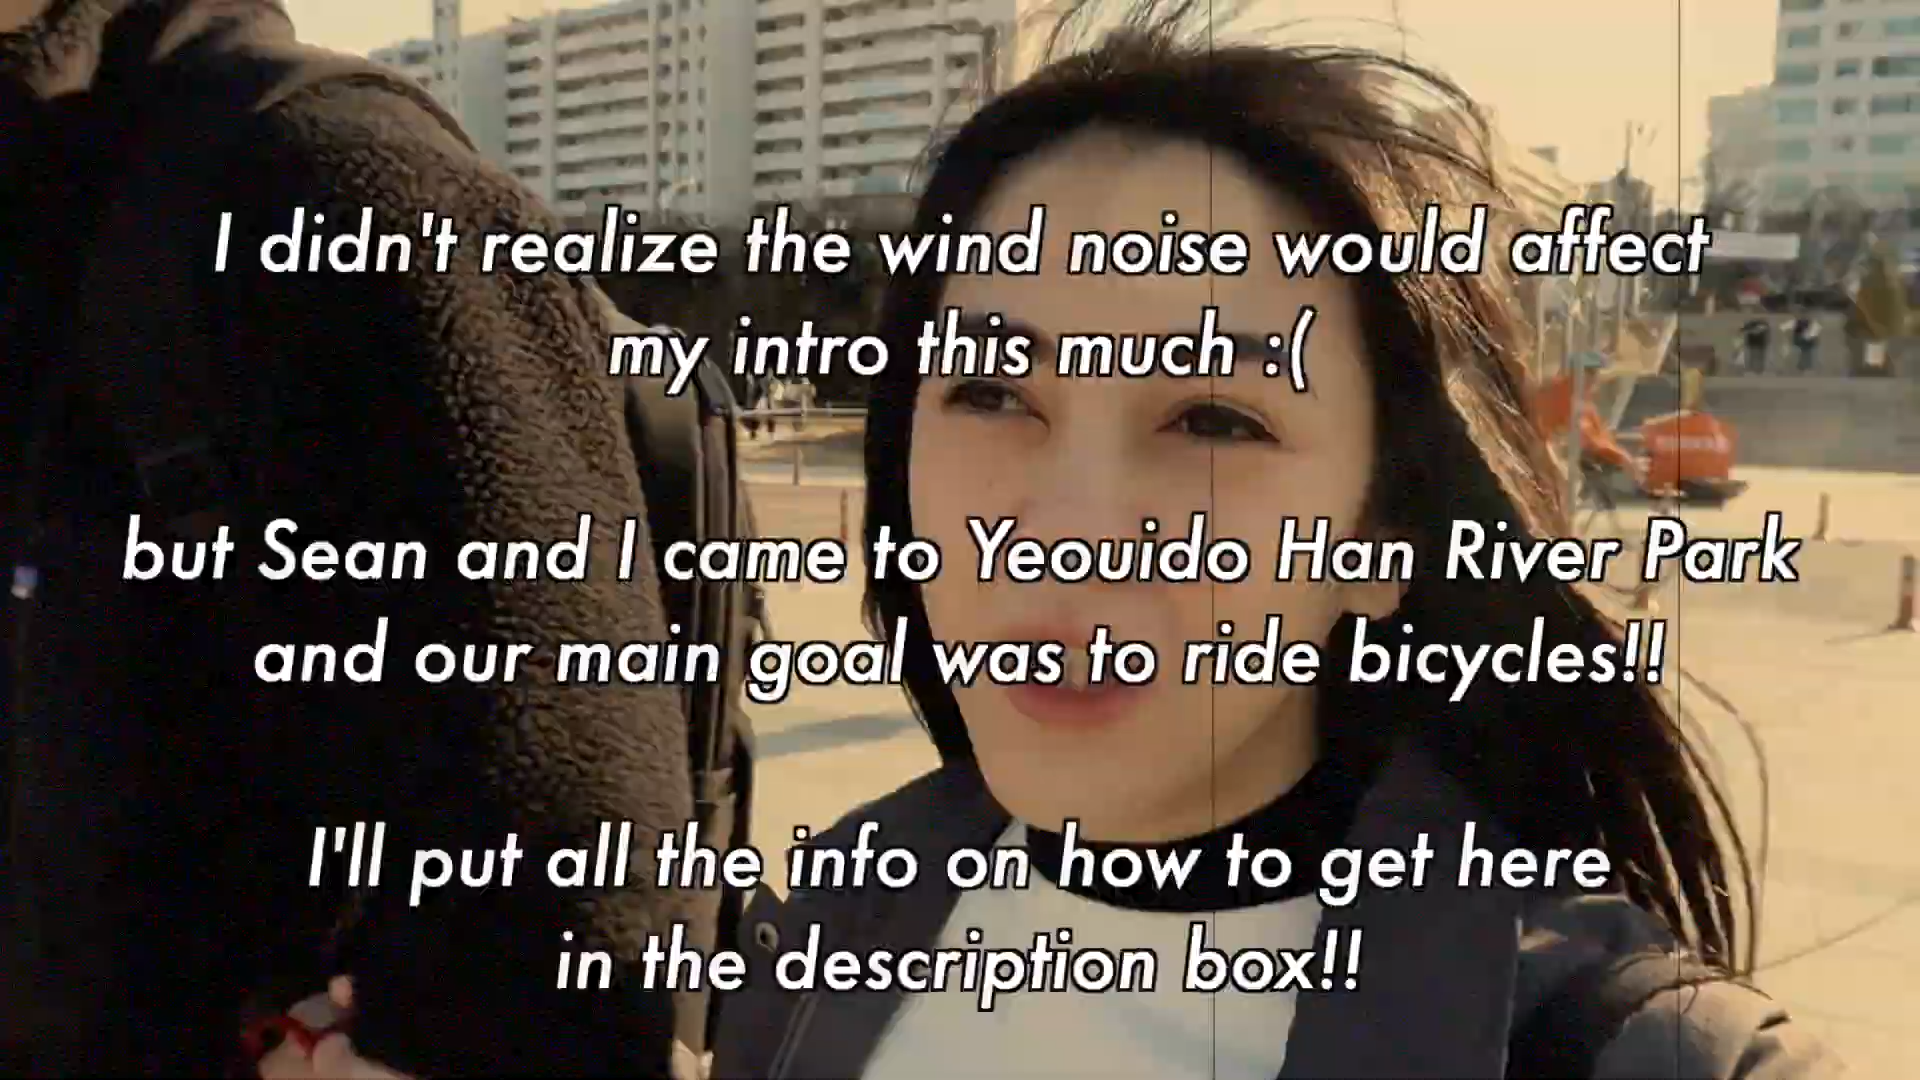 I didn't realize the wind noise would affect
my intro this much :(
but Sean and I came to Yeouido Han River Park
and our main goal was to ride bicycles!!
I'll put all the info on how to get here
in the description box!!